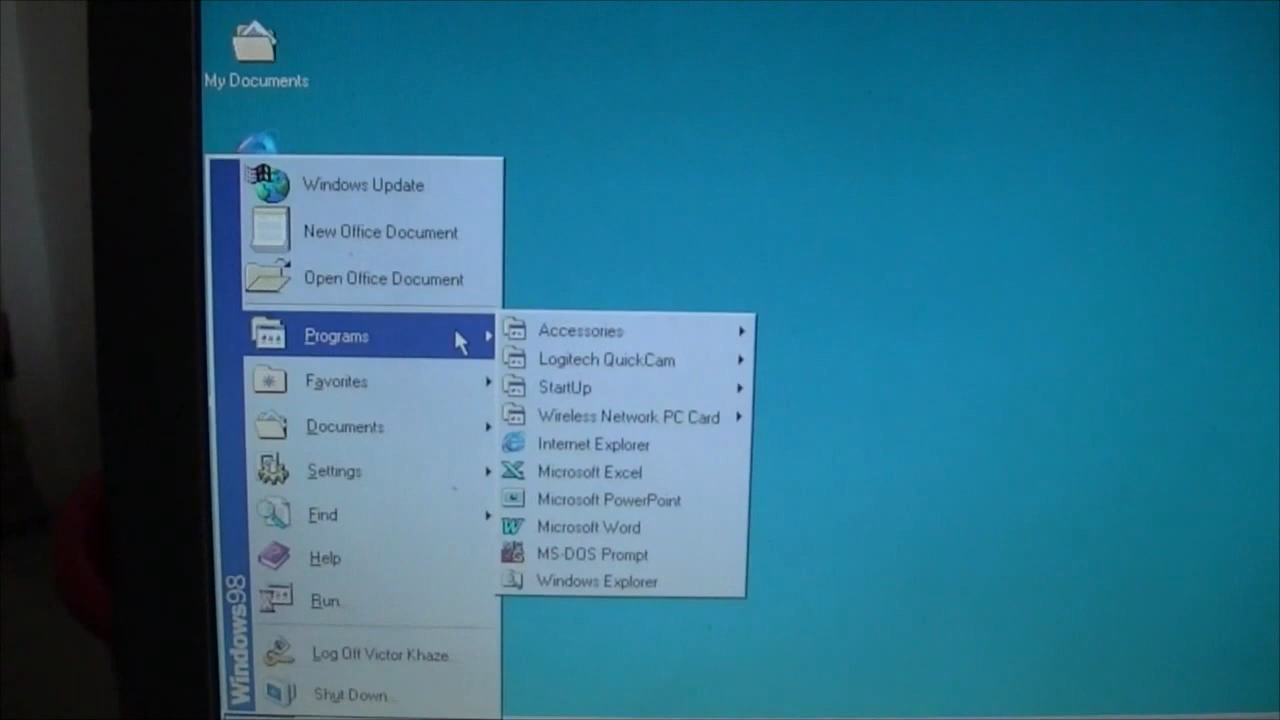 My Documents
Windows Update
New Office Document
Open Office Document
Programs
Favorites
Documents
Settings
Find
Help
Run...
Log Off Victor Khaze...
Shut Down...
Windows98
Accessories
Logitech QuickCam
StartUp
Wireless Network PC Card
Internet Explorer
Microsoft Excel
Microsoft PowerPoint
Microsoft Word
MS-DOS Prompt
Windows Explorer